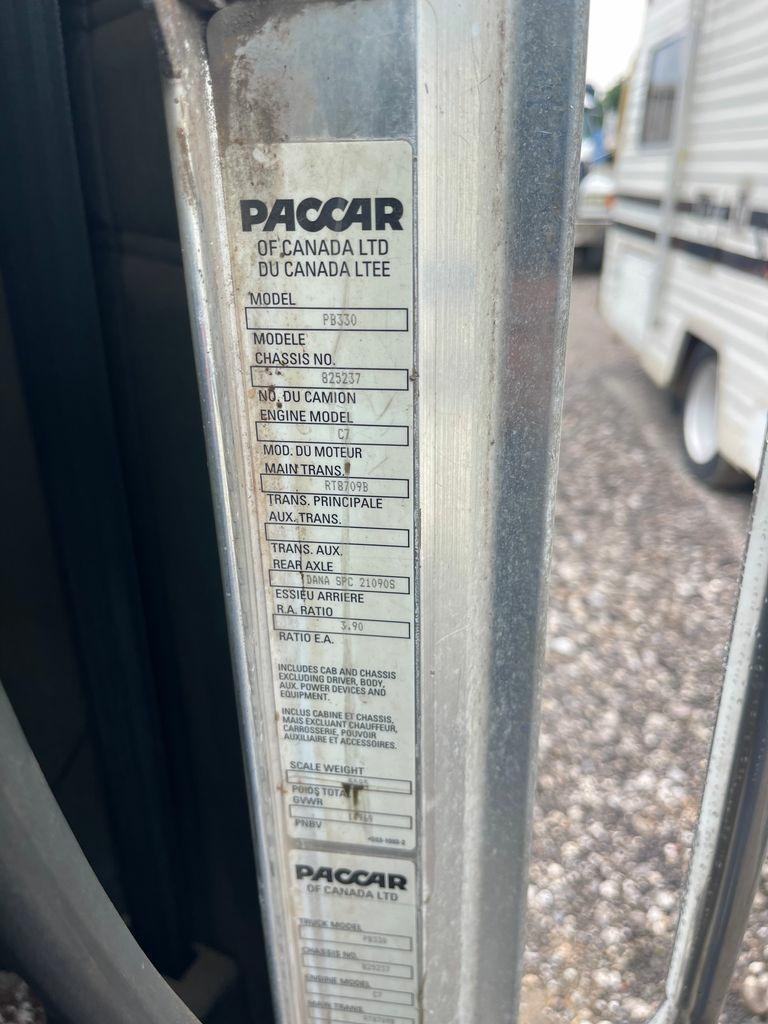 PACCAR
OF CANADA LTD
DU CANADA LTEE
MODEL
PB330
MODELE
CHASSIS NO.
825237
NO. DU CAMION
ENGINE MODEL
C7
MOD. DU MOTEUR
MAIN TRANS.
RT8709B
TRANS. PRINCIPALE
AUX. TRANS.
TRANS. AUX.
REAR AXLE
DANA SPC 21090S
ESSIEU ARRIERE
R.A. RATIO
3.90
RATIO E.A.
INCLUDES CAB AND CHASSIS
EXCLUDING DRIVER, BODY,
AUX. POWER DEVICES AND
EQUIPMENT.
INCLUS CABINE ET CHASSIS,
MAIS EXCLUANT CHAUFFEUR,
CARROSSERIE, POUVOIR
AUXILIAIRE ET ACCESSOIRES.
SCALE WEIGHT
POIDS TOTAL
GVWR
PNBV
PACCAR
OF CANADA LTD
TRUCK MODEL
PB330
CHASSIS NO.
825237
ENGINE MODEL
C7
MAIN TRANS.
RT8709B